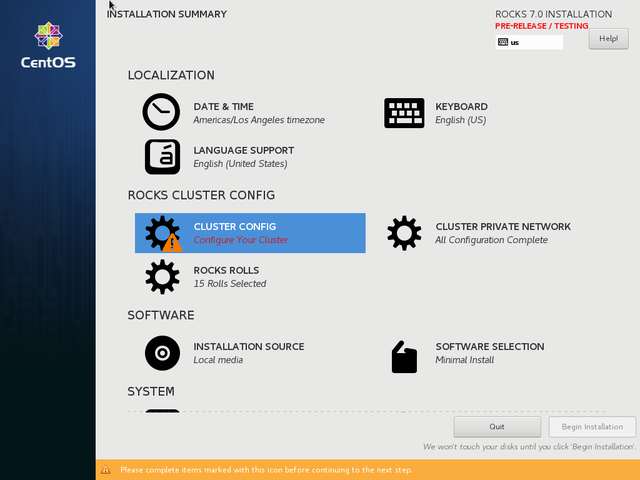 CentOS
INSTALLATION SUMMARY
ROCKS 7.0 INSTALLATION
PRE-RELEASE / TESTING
us
Help!
LOCALIZATION
DATE & TIME
Americas/Los Angeles timezone
KEYBOARD
English (US)
LANGUAGE SUPPORT
English (United States)
ROCKS CLUSTER CONFIG
CLUSTER CONFIG
Configure Your Cluster
CLUSTER PRIVATE NETWORK
All Configuration Complete
ROCKS ROLLS
15 Rolls Selected
SOFTWARE
INSTALLATION SOURCE
Local media
SOFTWARE SELECTION
Minimal Install
SYSTEM
Quit
Begin Installation
We won't touch your disks until you click 'Begin Installation'.
Please complete items marked with this icon before continuing to the next step.